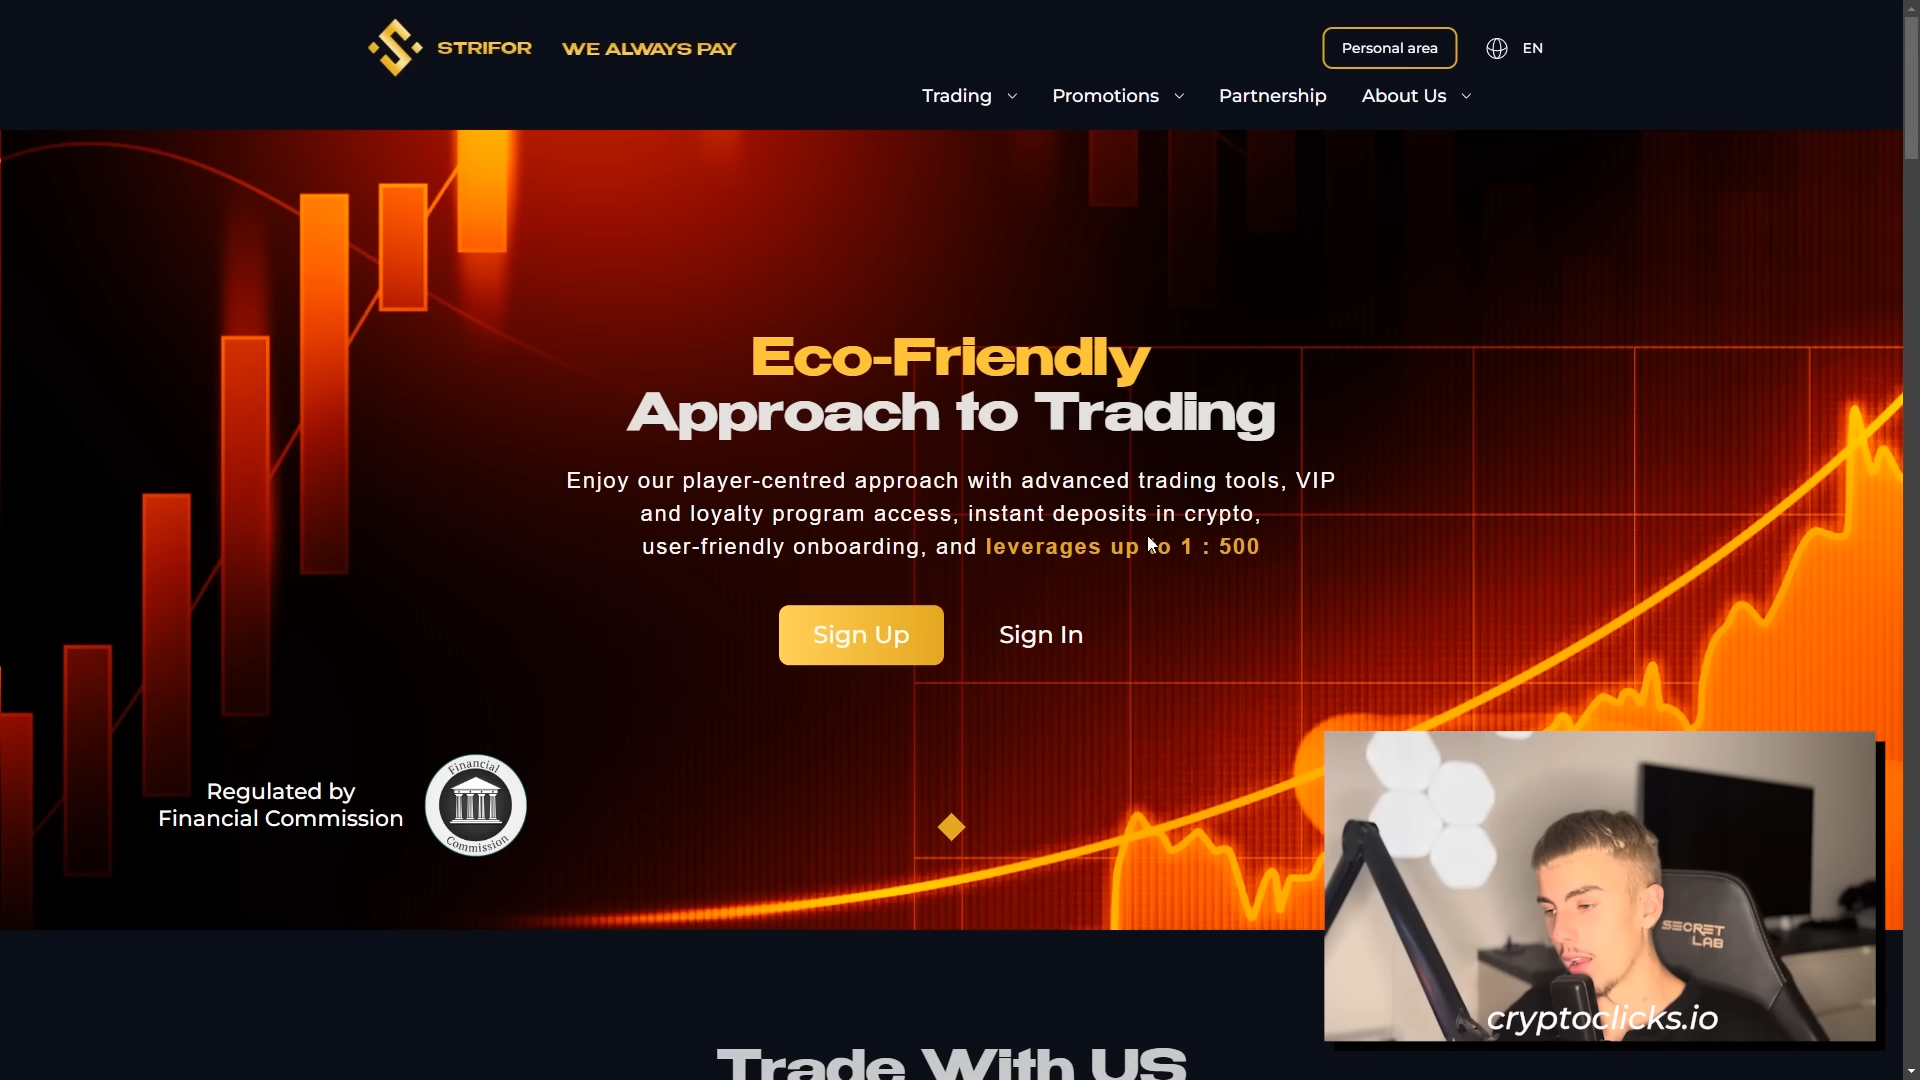 STRIFOR
WE ALWAYS PAY
Personal area
EN
Trading
Promotions
Partnership
About Us
Eco-Friendly
Approach to Trading
Enjoy our player-centred approach with advanced trading tools, VIP
and loyalty program access, instant deposits in crypto,
user-friendly onboarding, and leverages up to 1 : 500
Sign Up
Sign In
Regulated by
Financial Commission
Financial
Commission
SECRET
LAB
cryptoclicks.io
Trade With US